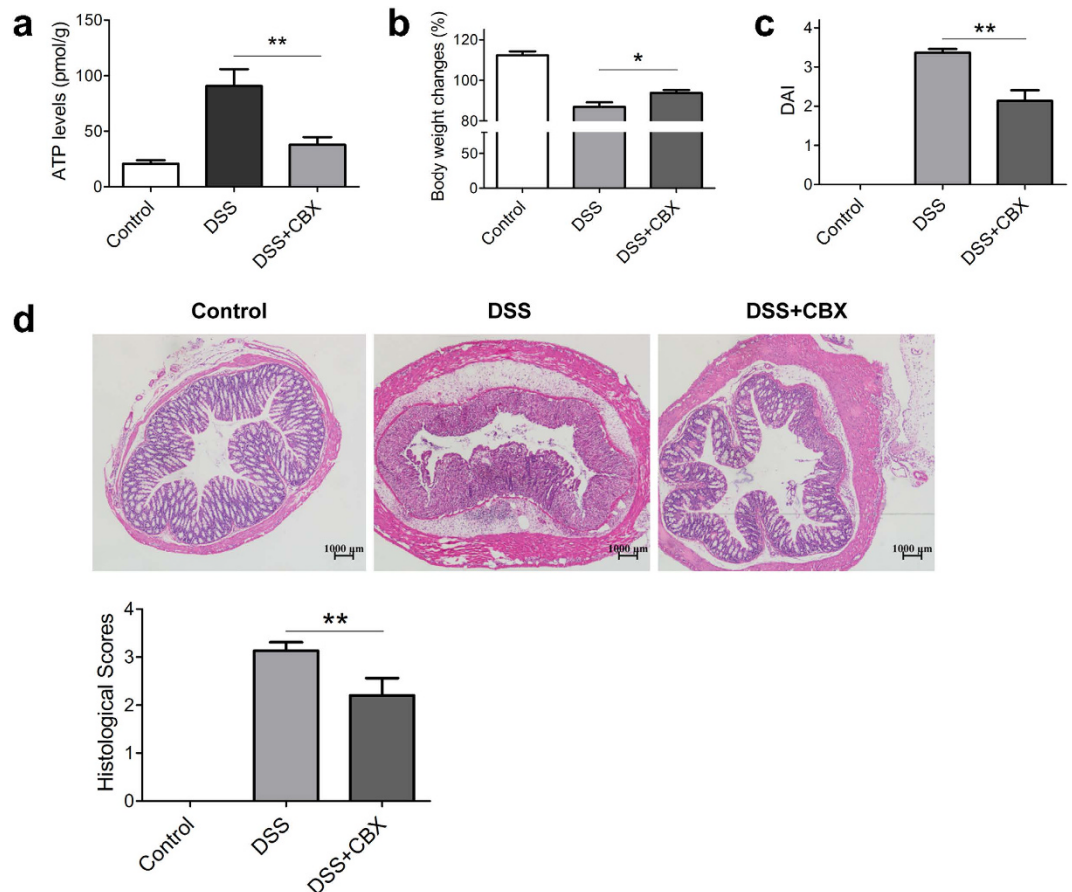 a
ATP levels (pmol/g)
150
100
50
0
**
Control
DSS
DSS+CBX
b
Body weight changes (%)
120
100
80
50
0
*
Control
DSS
DSS+CBX
c
DAI
4
3
2
1
0
**
Control
DSS
DSS+CBX
d
Control
DSS
DSS+CBX
1000 µm
1000 µm
1000 µm
Histological Scores
4
3
2
1
0
**
Control
DSS
DSS+CBX